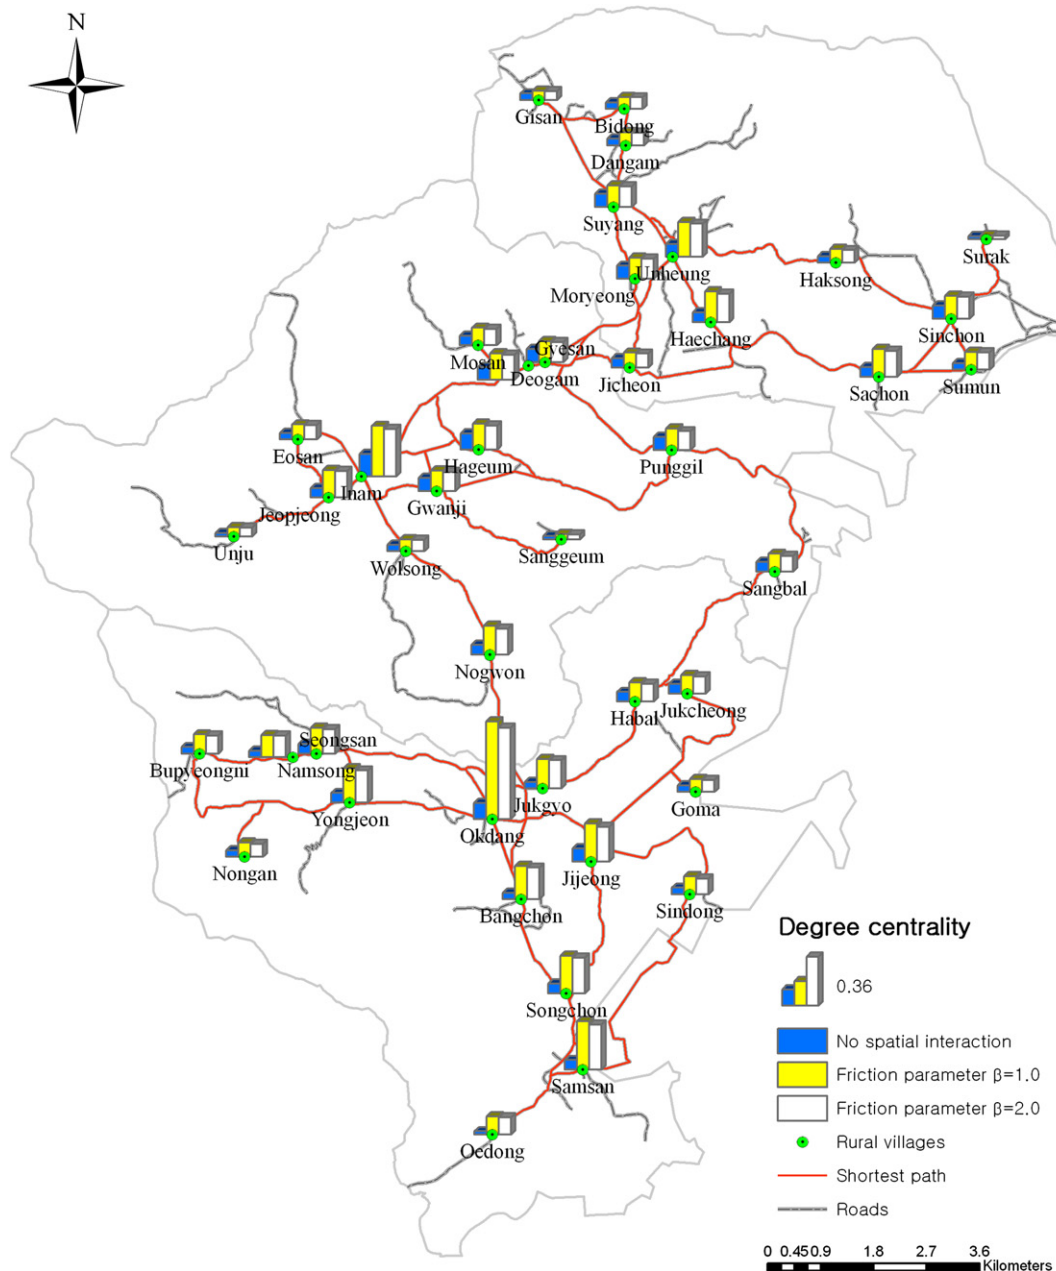 N
Gisan
Bidong
Dangam
Suyang
Unheung
Haksong
Surak
Moryeong
Sinchon
Haechang
Mosan
Gyesan
Deogam
Jicheon
Sachon
Sumun
Eosan
Hageum
Punggil
Inam
Jeopjeong
Gwanji
Unju
Sanggeum
Wolsong
Sangbal
Nogwon
Habal
Jukcheong
Seongsan
Bupyeongni
Namsong
Jukgyo
Goma
Yongjeon
Okdang
Nongan
Jijeong
Bangchon
Sindong
Degree centrality
0.36
Songchon
No spatial interaction
Friction parameter β=1.0
Samsan
Friction parameter β=2.0
Rural villages
Oedong
Shortest path
Roads
0 0.45 0.9 1.8 2.7 3.6
Kilometers